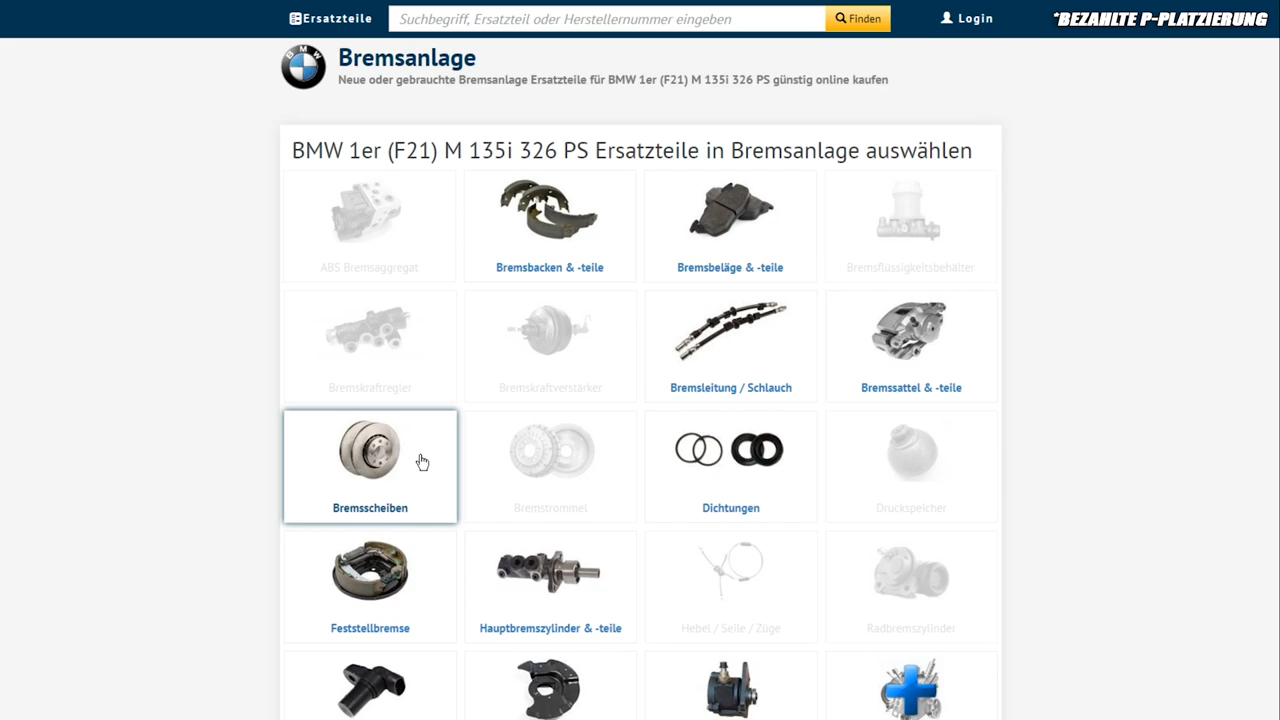 Ersatzteile
Suchbegriff, Ersatzteil oder Herstellernummer eingeben
Finden
Login
*BEZAHLTE P-PLATZIERUNG
BMW
Bremsanlage
Neue oder gebrauchte Bremsanlage Ersatzteile für BMW 1er (F21) M 135i 326 PS günstig online kaufen
BMW 1er (F21) M 135i 326 PS Ersatzteile in Bremsanlage auswählen
ABS Bremsaggregat
Bremsbacken & -teile
Bremsbeläge & -teile
Bremsflüssigkeitsbehälter
Bremskraftregler
Bremskraftverstärker
Bremsleitung / Schlauch
Bremssattel & -teile
Bremsscheiben
Bremstrommel
Dichtungen
Druckspeicher
Feststellbremse
Hauptbremszylinder & -teile
Hebel / Seile / Züge
Radbremszylinder